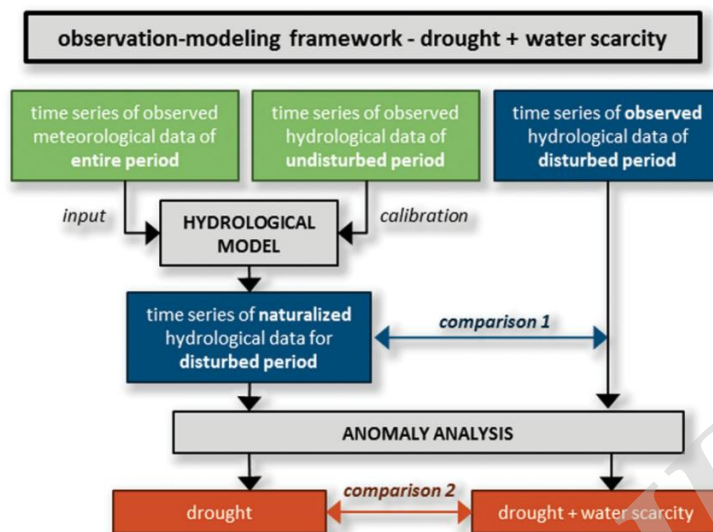 observation-modeling framework - drought + water scarcity
time series of observed
meteorological data of
entire period
time series of observed
hydrological data of
undisturbed period
time series of observed
hydrological data of
disturbed period
input
HYDROLOGICAL
MODEL
calibration
time series of naturalized
hydrological data for
disturbed period
comparison 1
ANOMALY ANALYSIS
drought
comparison 2
drought + water scarcity